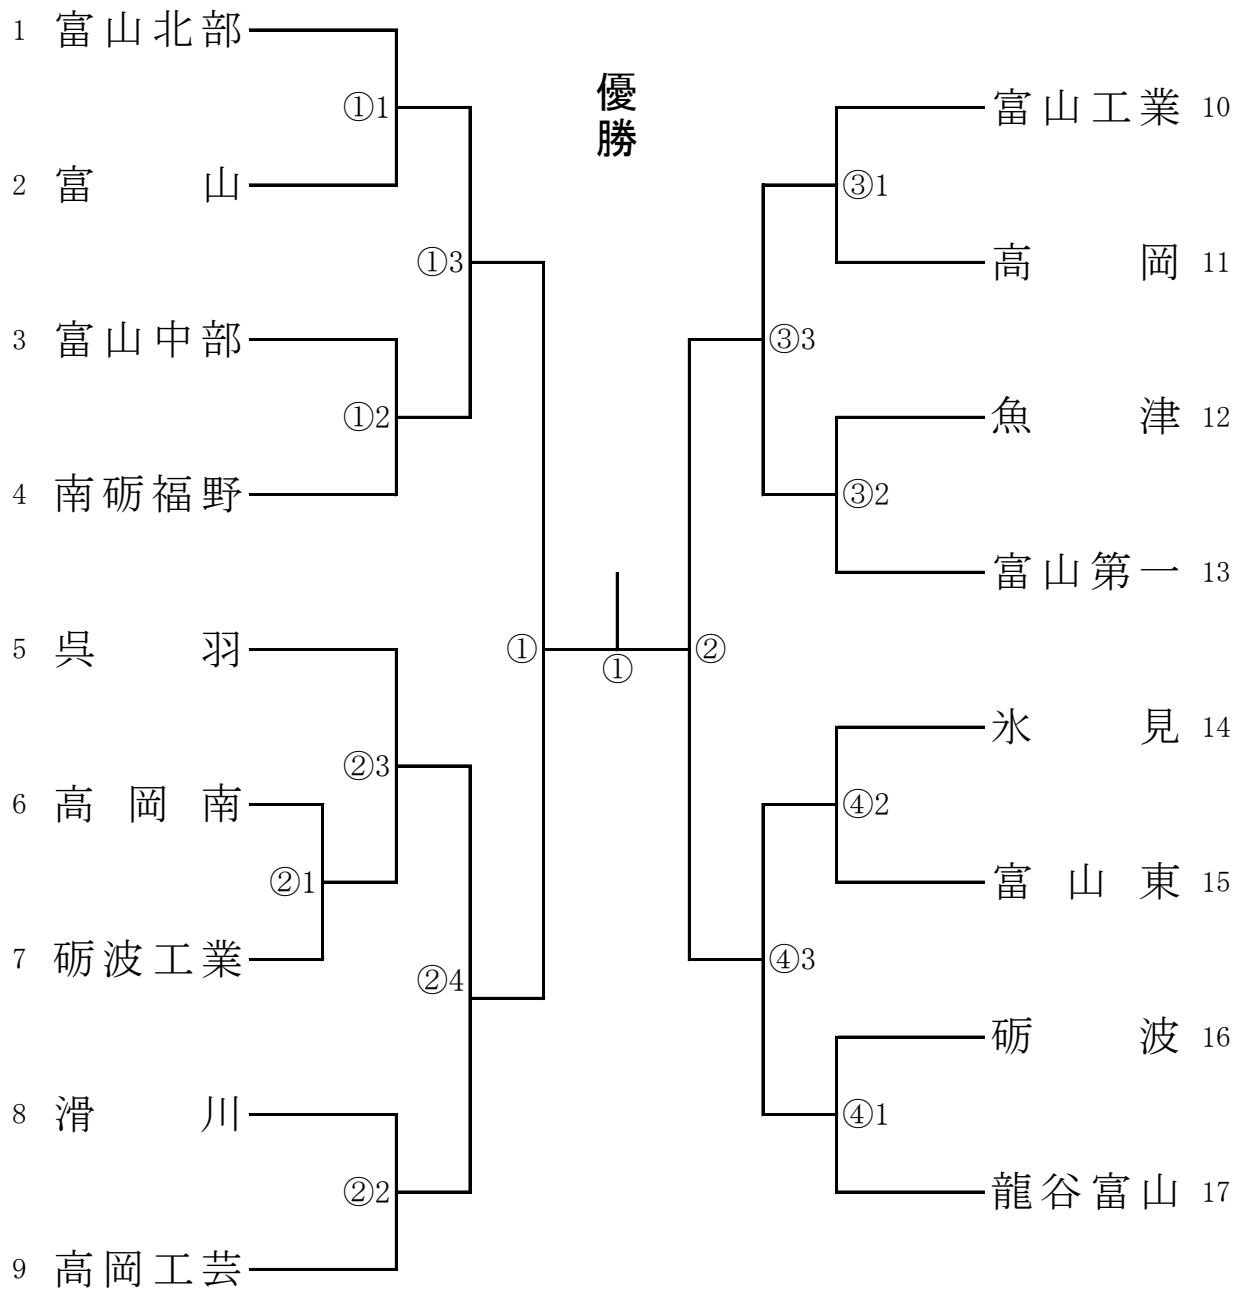 優勝
1 富山北部
①1
2 富山
①3
3 富山中部
①2
4 南砺福野
①
5 呉羽
②3
6 高岡南
②1
7 砺波工業
②4
8 滑川
②2
9 高岡工芸
①
富山工業 10
③1
高岡 11
③3
魚津 12
③2
富山第一 13
②
氷見 14
④2
富山東 15
④3
砺波 16
④1
龍谷富山 17